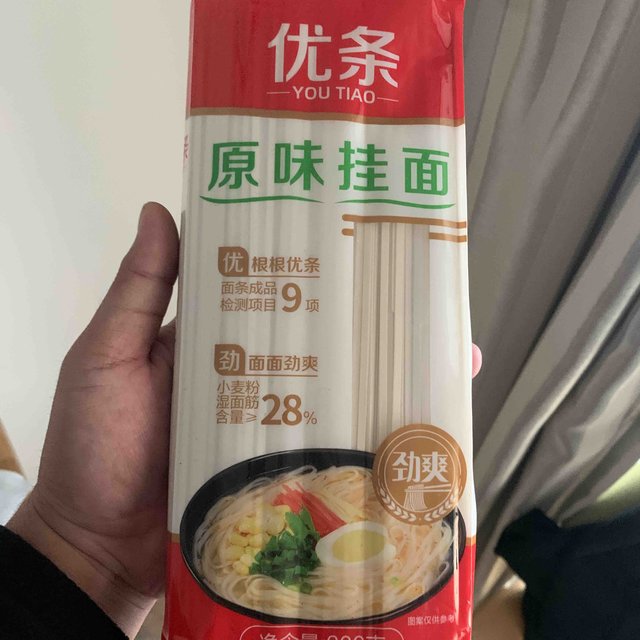 优条
YOU TIAO
原味挂面
优 根根优条
面条成品
检测项目9项
劲 面面劲爽
小麦粉
湿面筋
含量≥28%
劲爽
图案仅供参考